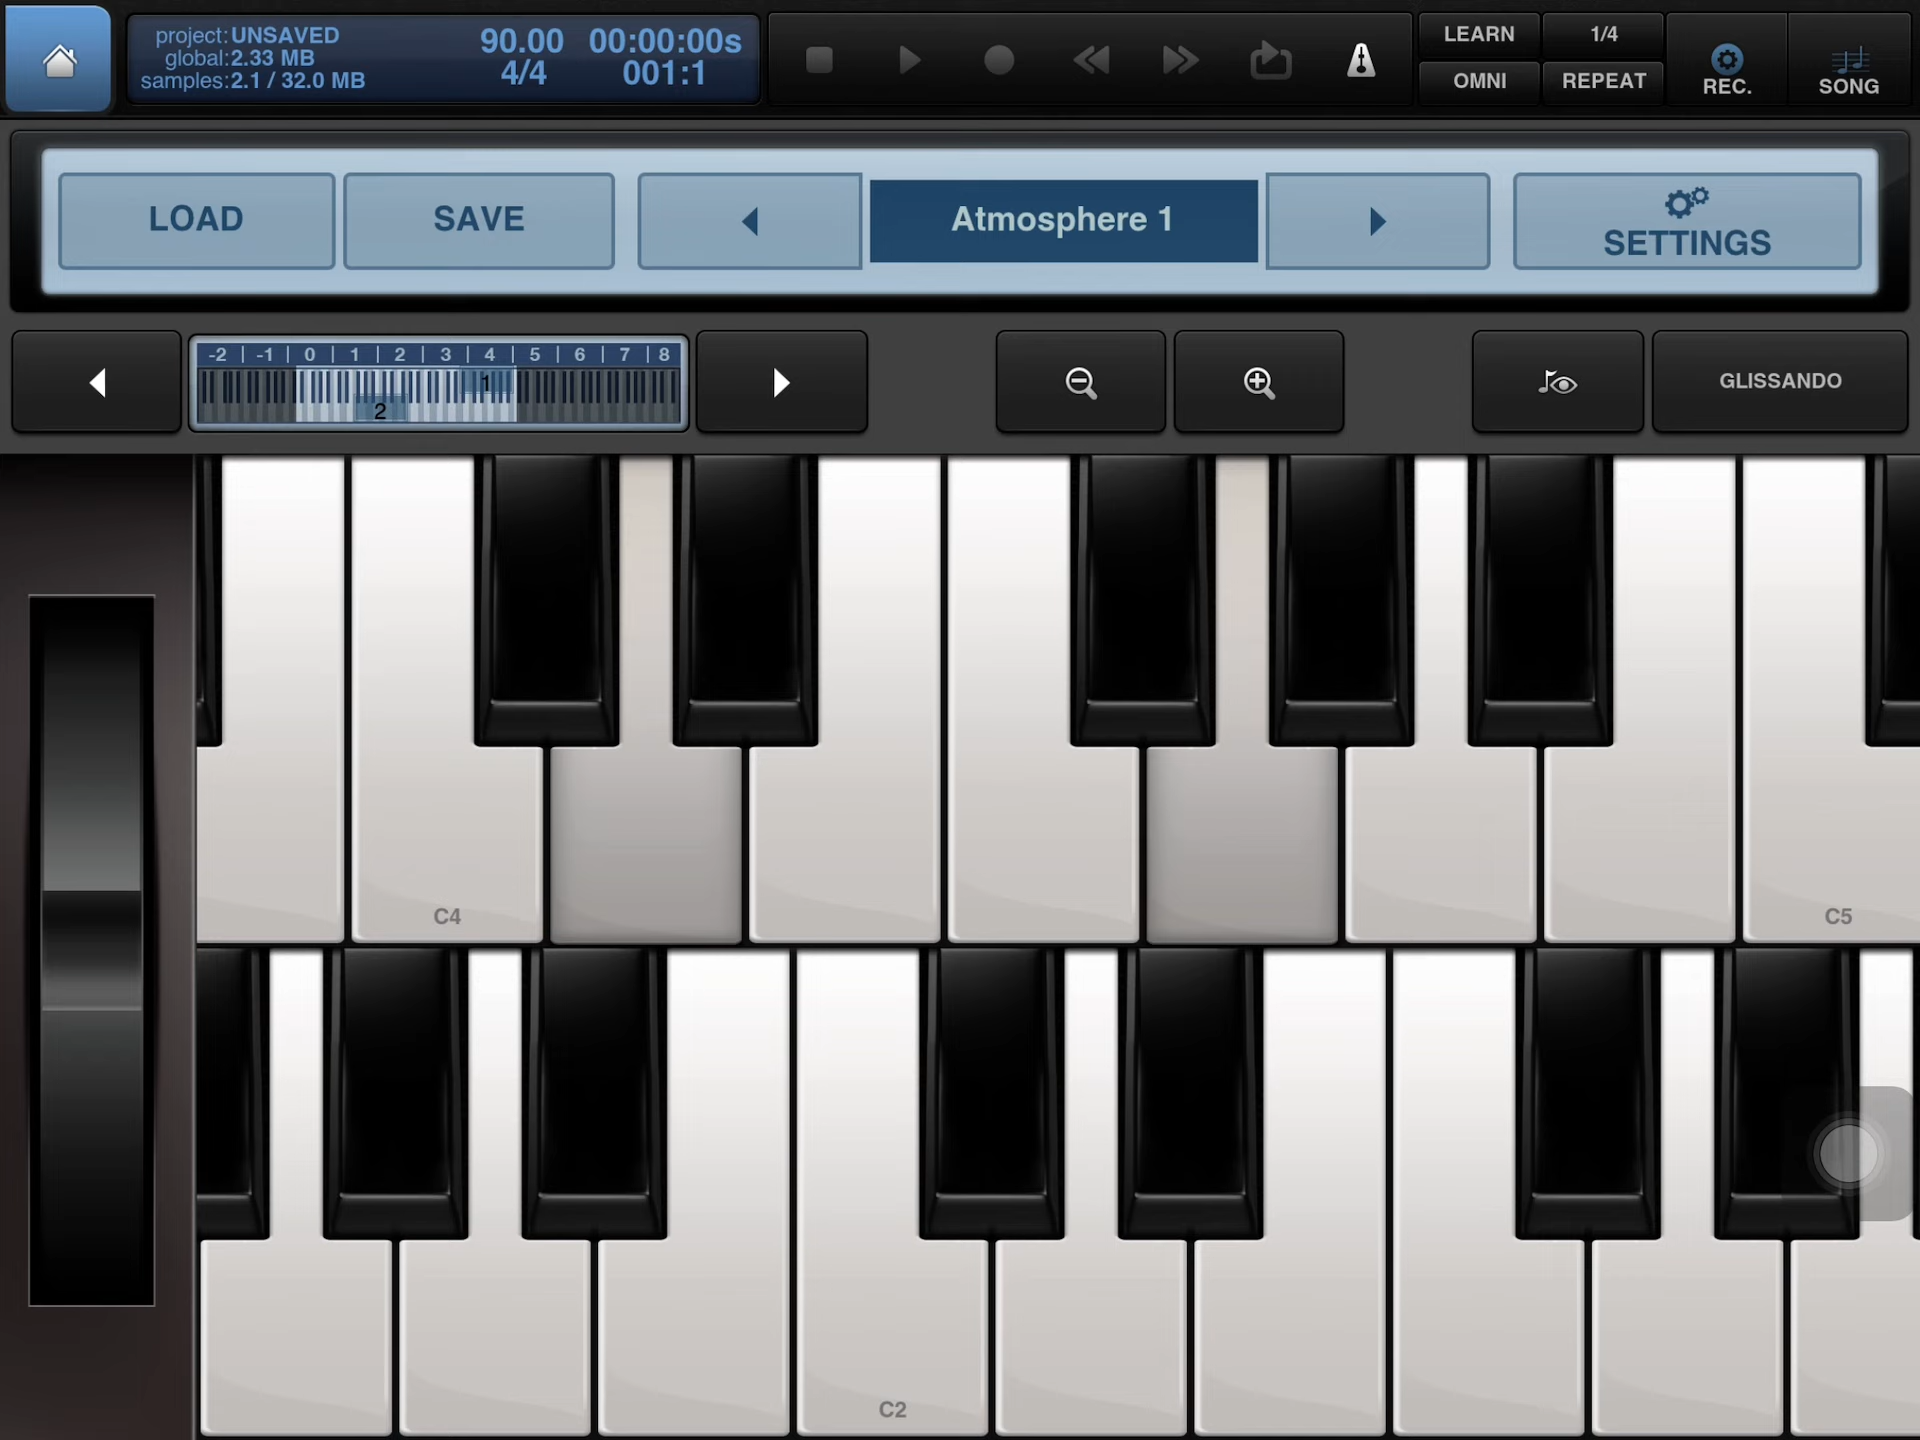 project: UNSAVED
global: 2.33 MB
samples: 2.1 / 32.0 MB
90.00
4/4
00:00:00s
001:1
LEARN
OMNI
1/4
REPEAT
REC.
SONG
LOAD
SAVE
Atmosphere 1
SETTINGS
-2 | -1 | 0 | 1 | 2 | 3 | 4 | 5 | 6 | 7 | 8
1
2
GLISSANDO
C4
C5
C2